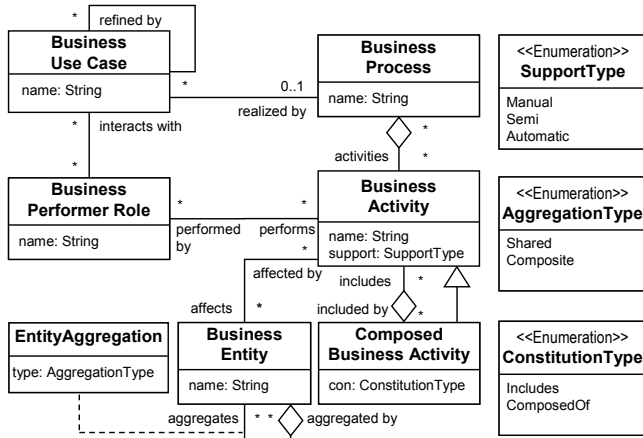 *
refined by
Business
Use Case
name: String
*
0..1
realized by
*
interacts with
*
Business
Process
name: String
*
activities
*
<<Enumeration>>
SupportType
Manual
Semi
Automatic
Business
Performer Role
name: String
*
*
performed
by
performs
Business
Activity
name: String
support: SupportType
*
affected by
affects
*
includes
*
included by
*
<<Enumeration>>
AggregationType
Shared
Composite
EntityAggregation
type: AggregationType
Business
Entity
name: String
aggregates
*
*
aggregated by
Composed
Business Activity
con: ConstitutionType
<<Enumeration>>
ConstitutionType
Includes
ComposedOf